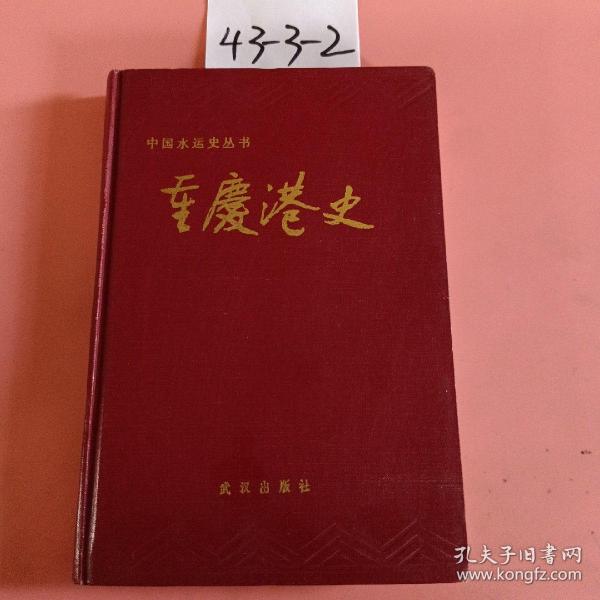 43-3-2
中国水运史丛书
重慶港史
武汉出版社
孔夫子旧书网
www.kongfz.com